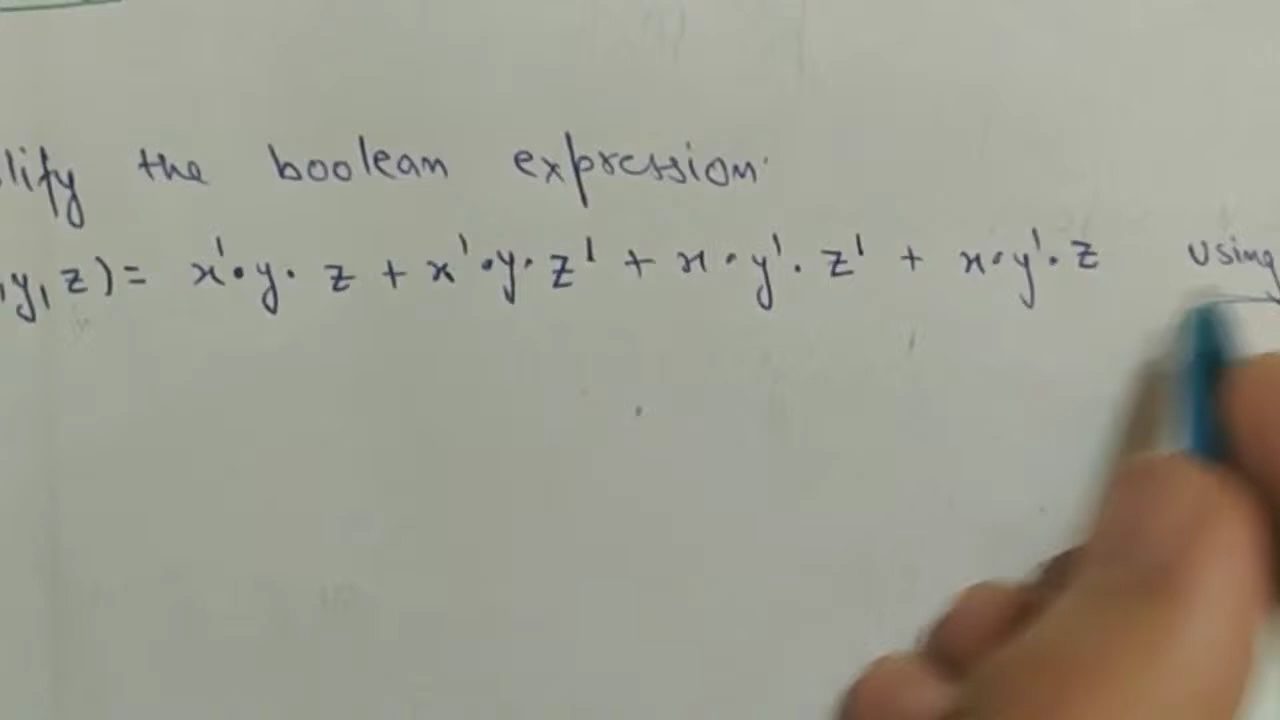 lify the boolean expression
,y, z) = x'·y·z + x'·y·z' + x·y'·z' + x·y'·z using